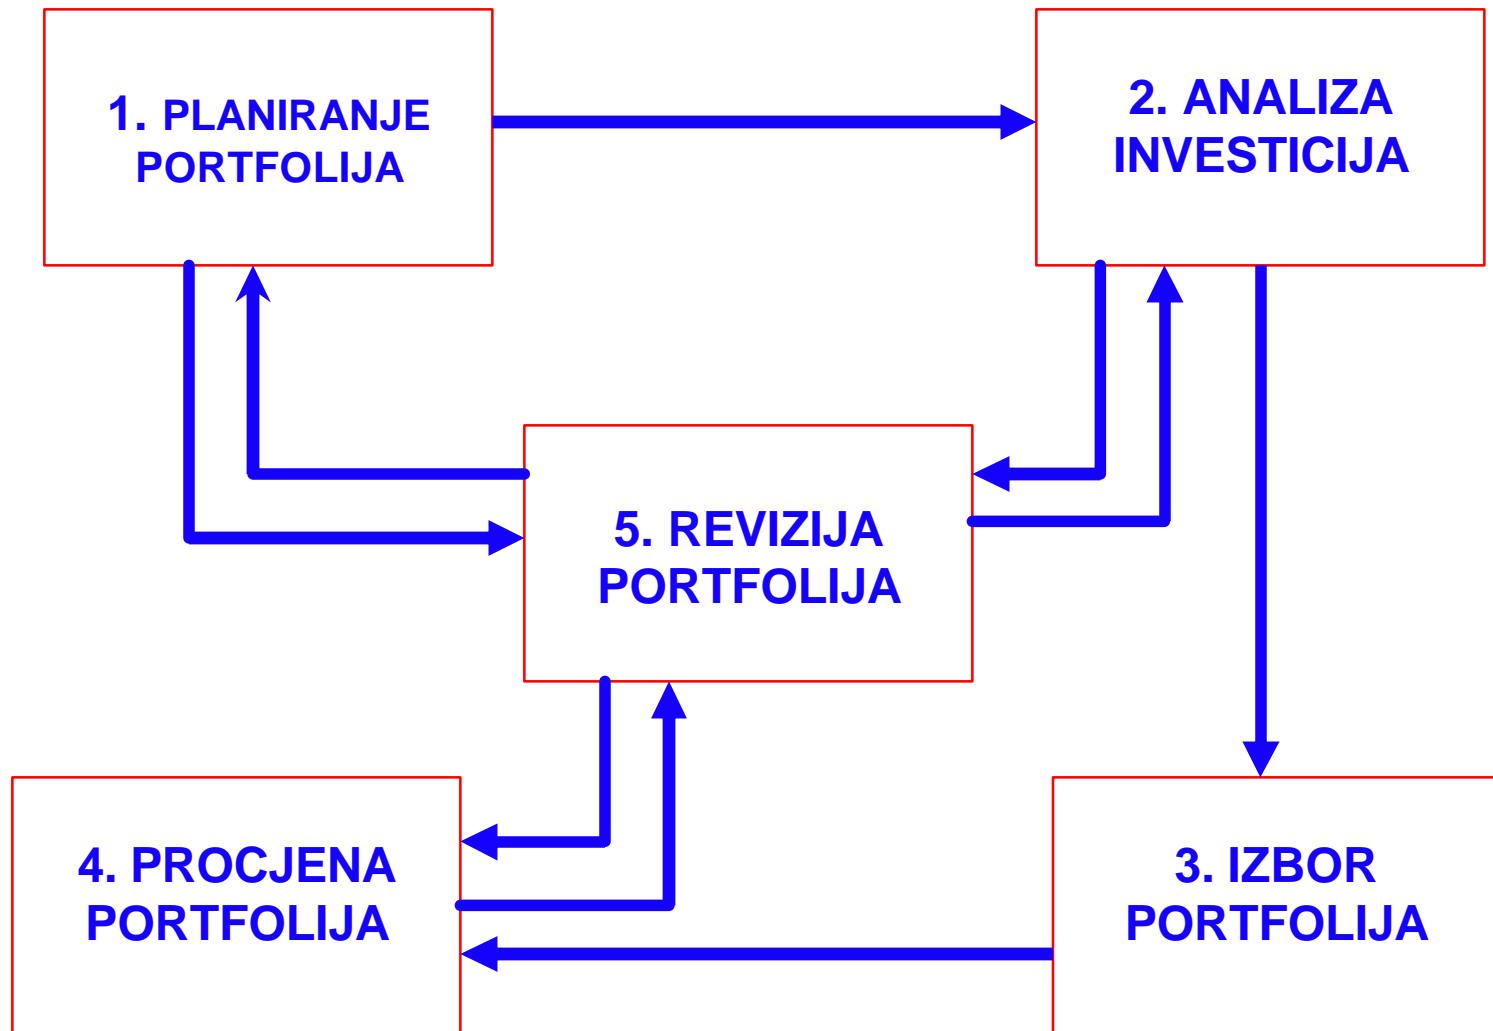 1. PLANIRANJE
PORTFOLIJA
2. ANALIZA
INVESTICIJA
5. REVIZIJA
PORTFOLIJA
4. PROCJENA
PORTFOLIJA
3. IZBOR
PORTFOLIJA